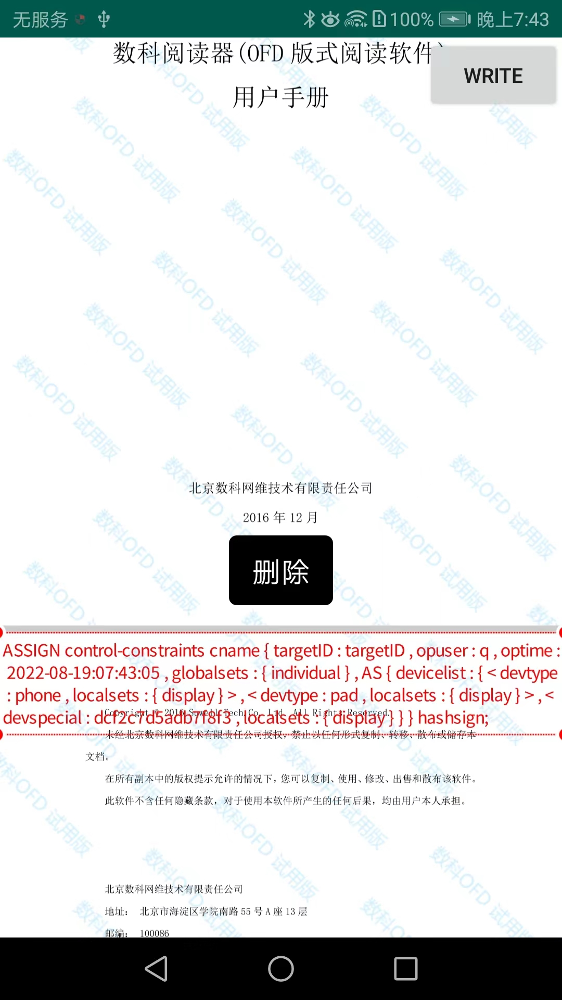 无服务 100% 晚上7:43
数科阅读器(OFD 版式阅读软件)
WRITE
用户手册
北京数科网维技术有限责任公司
2016 年 12 月
删除
ASSIGN control-constraints cname { targetID : targetID , opuser : q , optime :
2022-08-19:07:43:05 , globalsets : { individual } , AS { devicelist : { < devtype
: phone , localsets : { display } > , < devtype : pad , localsets : { display } > , <
devspecial : dcf2c7d5adb7f8f3 , localsets : { display } } } hashsign;
Copyright © 2016 Suwell Tech Co. Ltd. All Rights Reserved.
未经北京数科网维技术有限责任公司授权，禁止以任何形式复制、转移、散布或储存本
文档。
在所有副本中的版权提示允许的情况下，您可以复制、使用、修改、出售和散布该软件。
此软件不含任何隐藏条款，对于使用本软件所产生的任何后果，均由用户本人承担。
北京数科网维技术有限责任公司
地址： 北京市海淀区学院南路 55 号 A 座 13 层
邮编： 100086
数科OFD 试用版